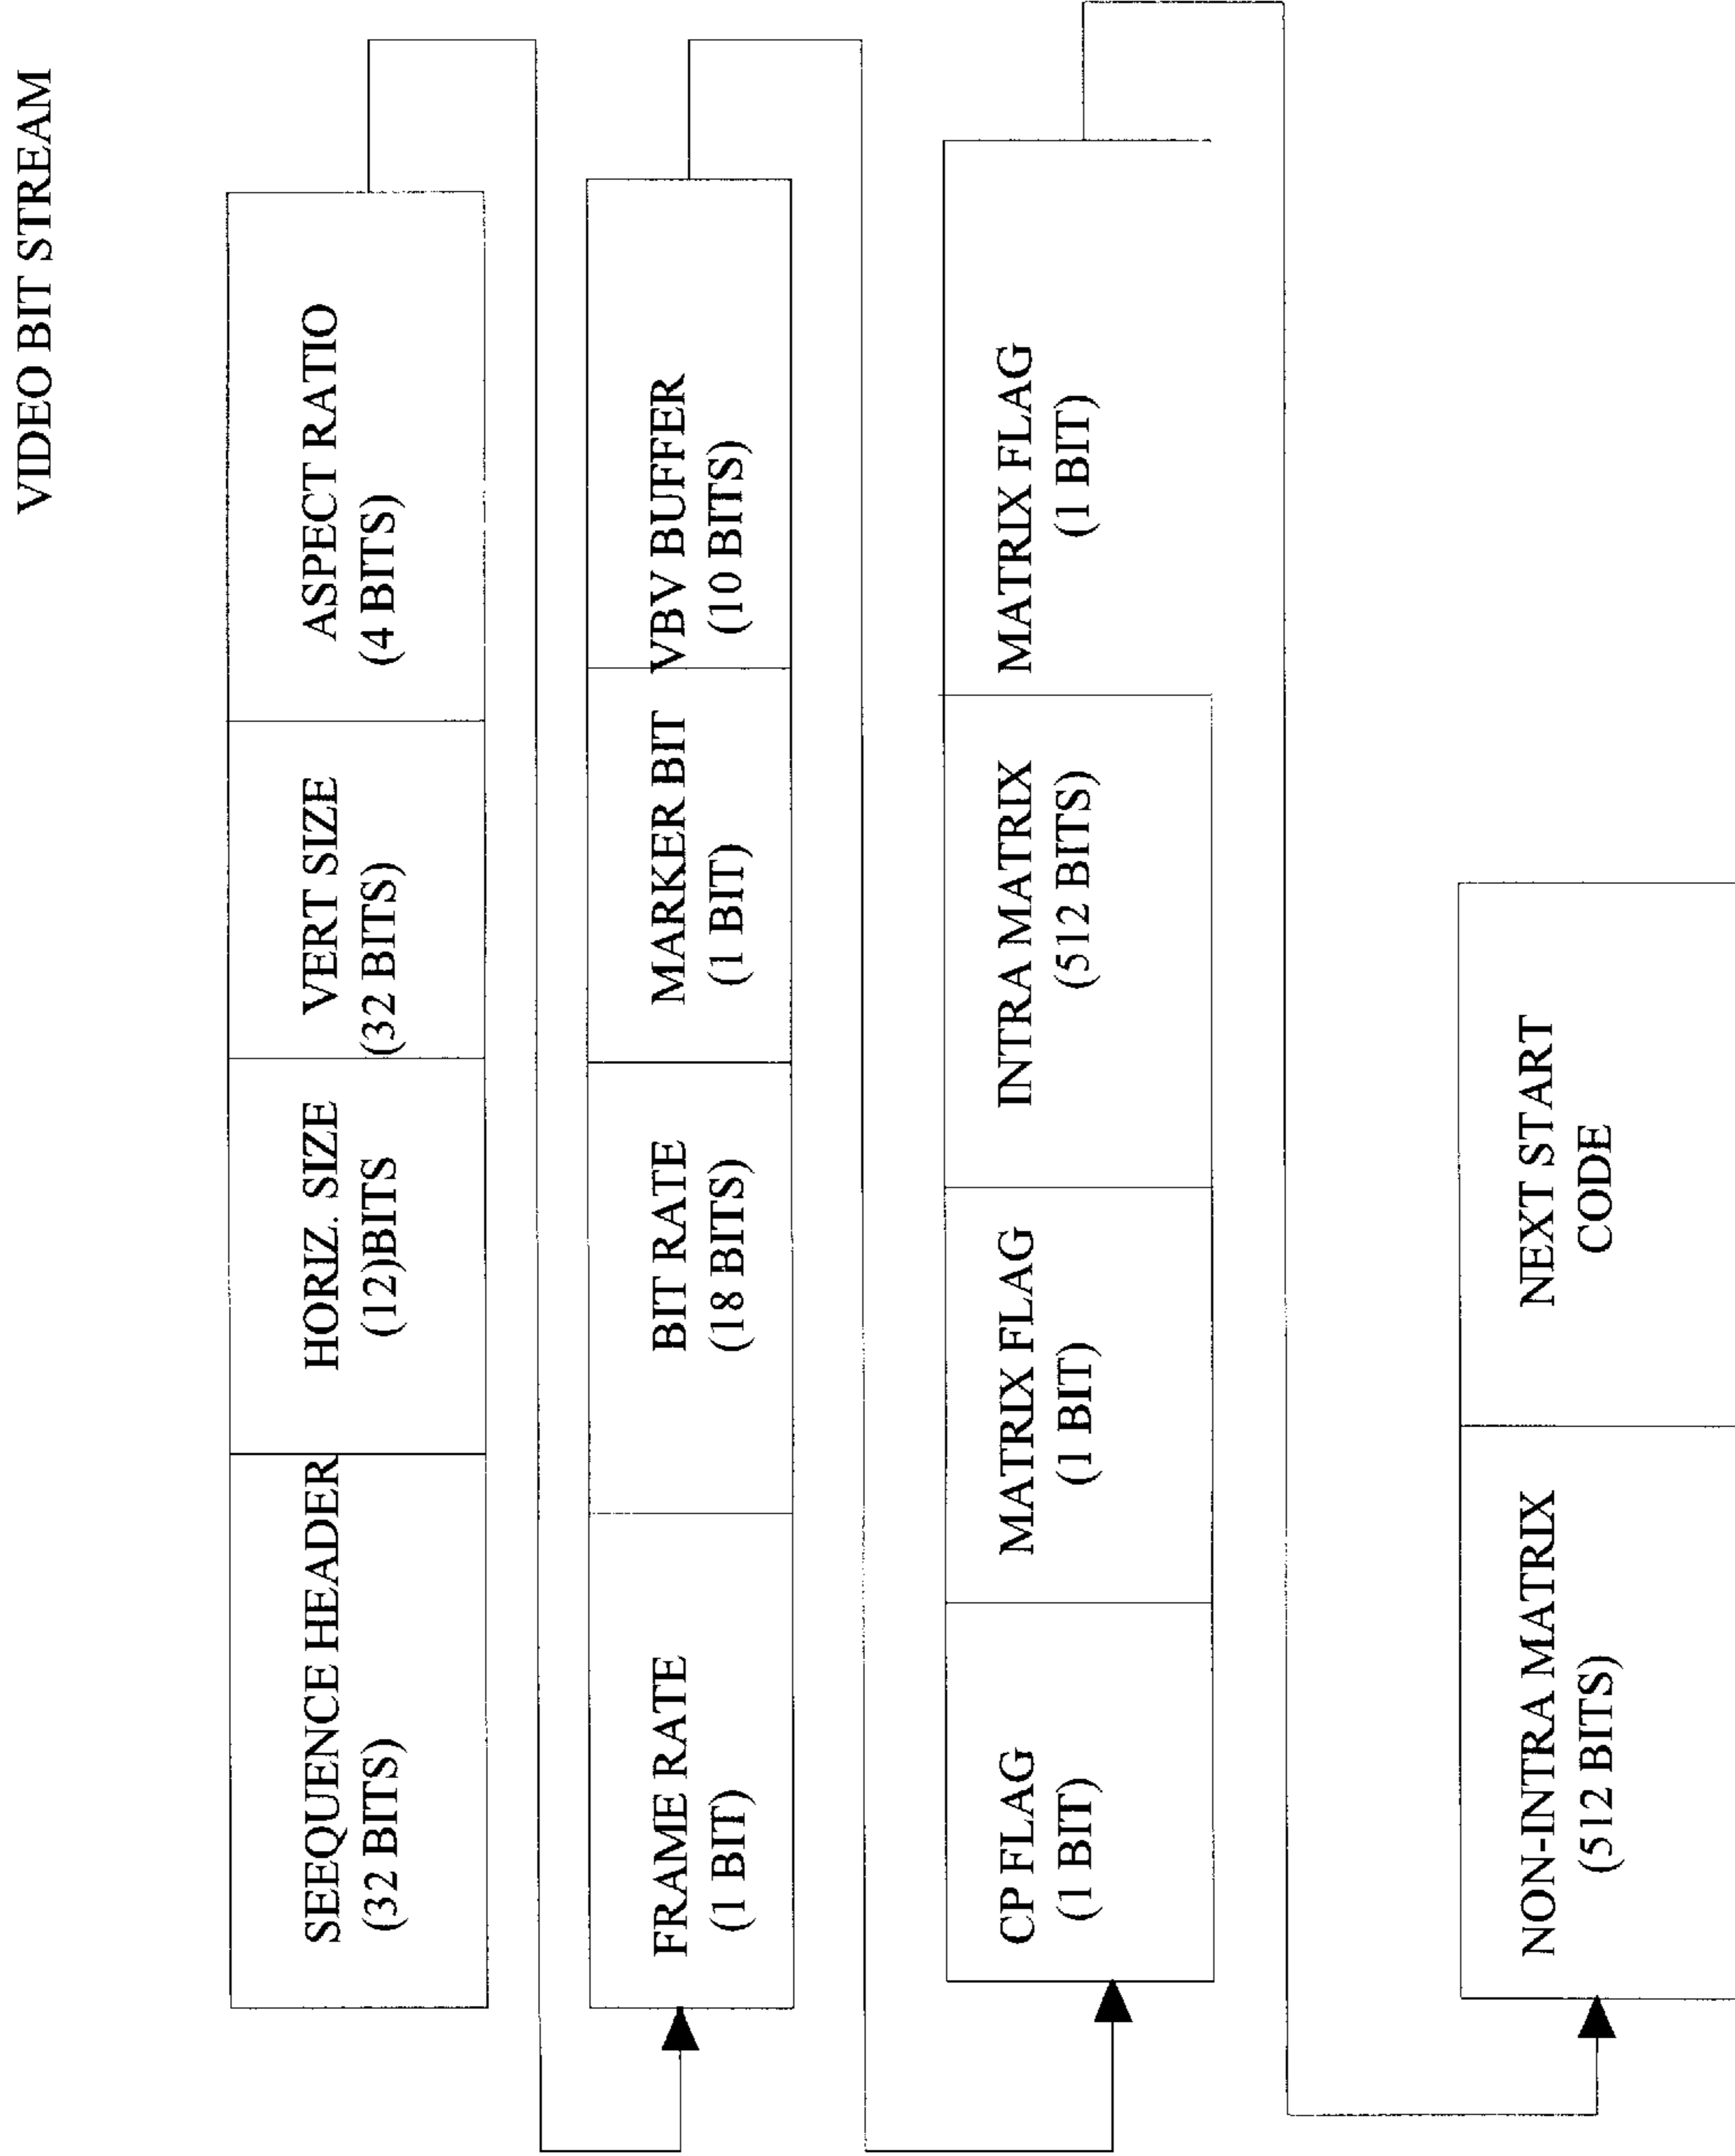 VIDEO BIT STREAM
SEEQUENCE HEADER
(32 BITS)
HORIZ. SIZE
(12)BITS
VERT SIZE
(32 BITS)
ASPECT RATIO
(4 BITS)
FRAME RATE
(1 BIT)
BIT RATE
(18 BITS)
MARKER BIT
(1 BIT)
VBV BUFFER
(10 BITS)
CP FLAG
(1 BIT)
MATRIX FLAG
(1 BIT)
INTRA MATRIX
(512 BITS)
MATRIX FLAG
(1 BIT)
NON-INTRA MATRIX
(512 BITS)
NEXT START
CODE